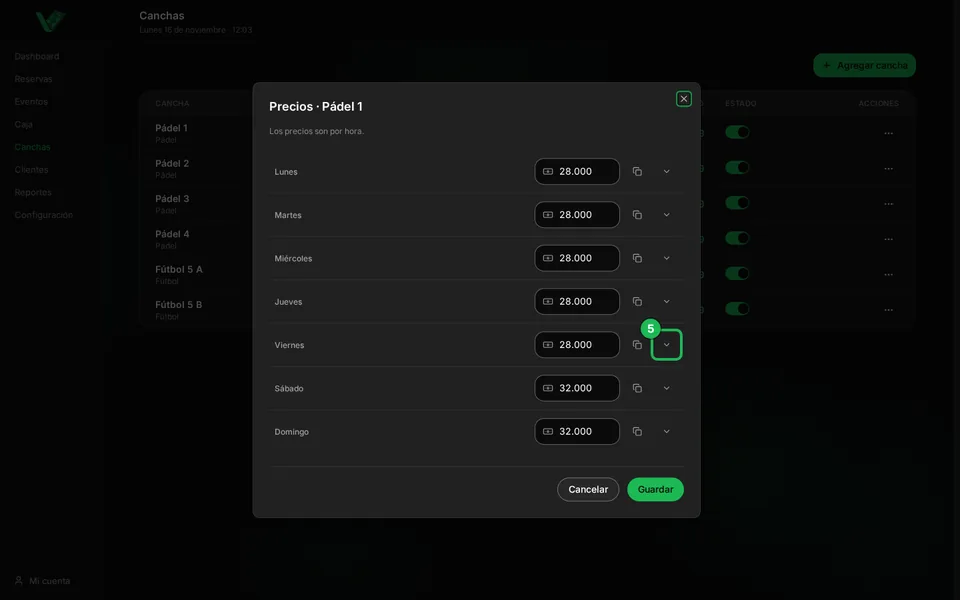 Canchas
Lunes 16 de noviembre · 12:03
Dashboard
Reservas
Eventos
Caja
Canchas
Clientes
Reportes
Configuración
Mi cuenta
+ Agregar cancha
CANCHA
ESTADO
ACCIONES
Pádel 1
Pádel
Pádel 2
Pádel
Pádel 3
Pádel
Pádel 4
Pádel
Fútbol 5 A
Fútbol
Fútbol 5 B
Fútbol
Precios · Pádel 1
Los precios son por hora.
Lunes 28.000
Martes 28.000
Miércoles 28.000
Jueves 28.000
5
Viernes 28.000
Sábado 32.000
Domingo 32.000
Cancelar
Guardar